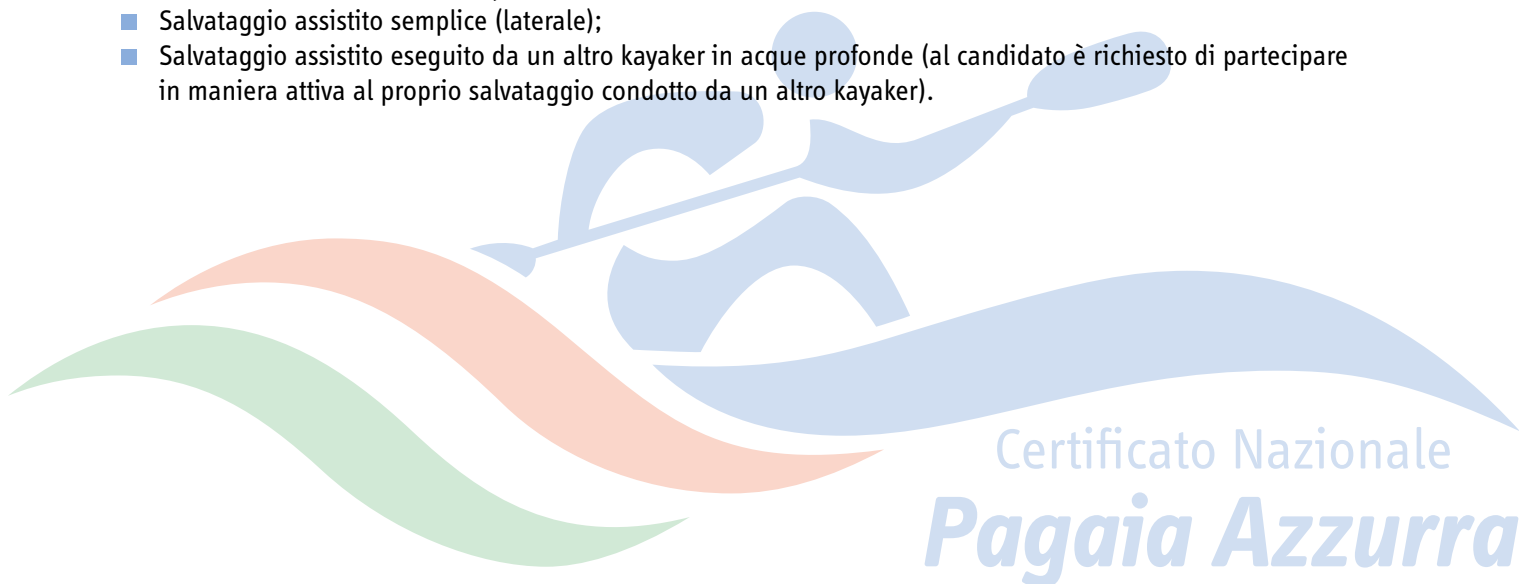 Salvataggio assistito semplice (laterale);
Salvataggio assistito eseguito da un altro kayaker in acque profonde (al candidato è richiesto di partecipare
in maniera attiva al proprio salvataggio condotto da un altro kayaker).
Certificato Nazionale
Pagaia Azzurra